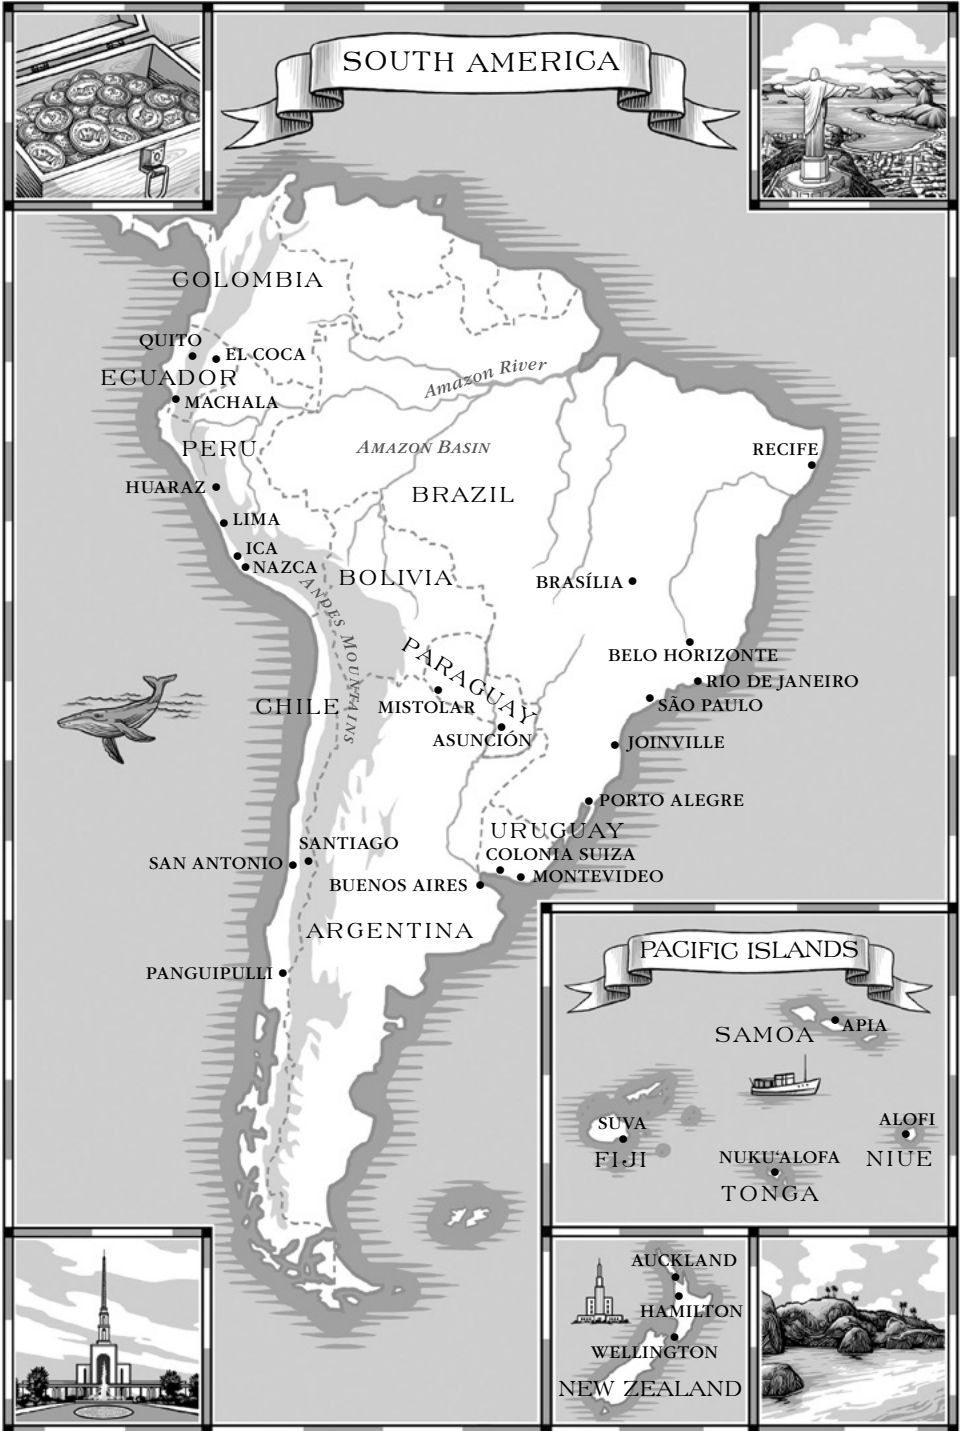 SOUTH AMERICA
COLOMBIA
QUITO
EL COCA
ECUADOR
MACHALA
Amazon River
PERU
AMAZON BASIN
RECIFE
HUARAZ
BRAZIL
LIMA
ICA
NAZCA
BOLIVIA
BRASÍLIA
ANDES MOUNTAINS
PARAGUAY
BELO HORIZONTE
RIO DE JANEIRO
CHILE
MISTOLAR
SÃO PAULO
ASUNCIÓN
JOINVILLE
PORTO ALEGRE
URUGUAY
SANTIAGO
SAN ANTONIO
COLONIA SUIZA
MONTEVIDEO
BUENOS AIRES
ARGENTINA
PANGUIPULLI
PACIFIC ISLANDS
SAMOA
APIA
SUVA
FIJI
ALOFI
NIUE
NUKU‘ALOFA
TONGA
AUCKLAND
HAMILTON
WELLINGTON
NEW ZEALAND